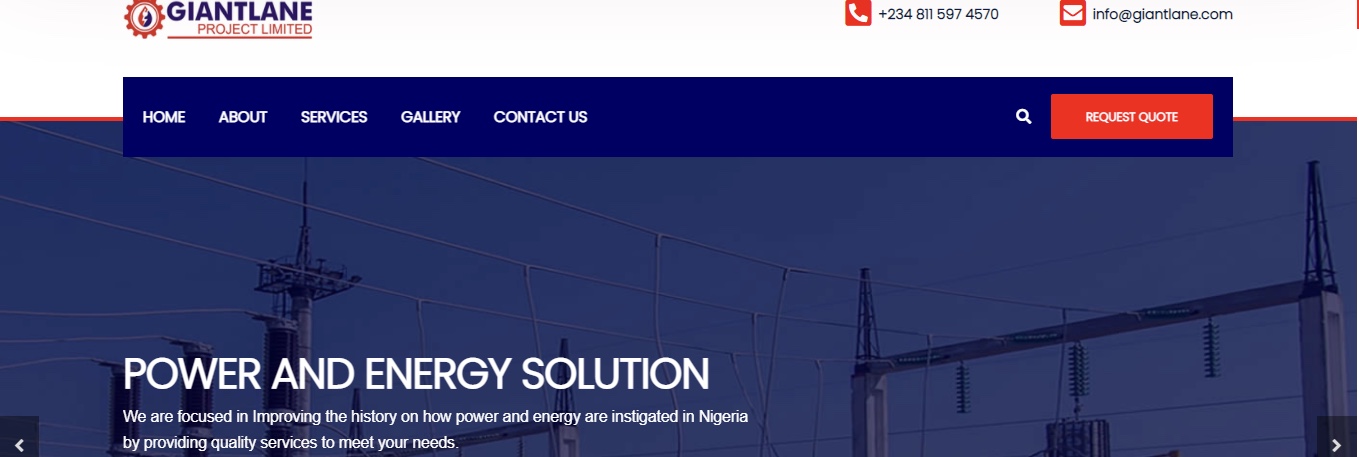 GIANTLANE
PROJECT LIMITED
+234 811 597 4570
info@giantlane.com
HOME ABOUT SERVICES GALLERY CONTACT US
REQUEST QUOTE
POWER AND ENERGY SOLUTION
We are focused in Improving the history on how power and energy are instigated in Nigeria
by providing quality services to meet your needs.